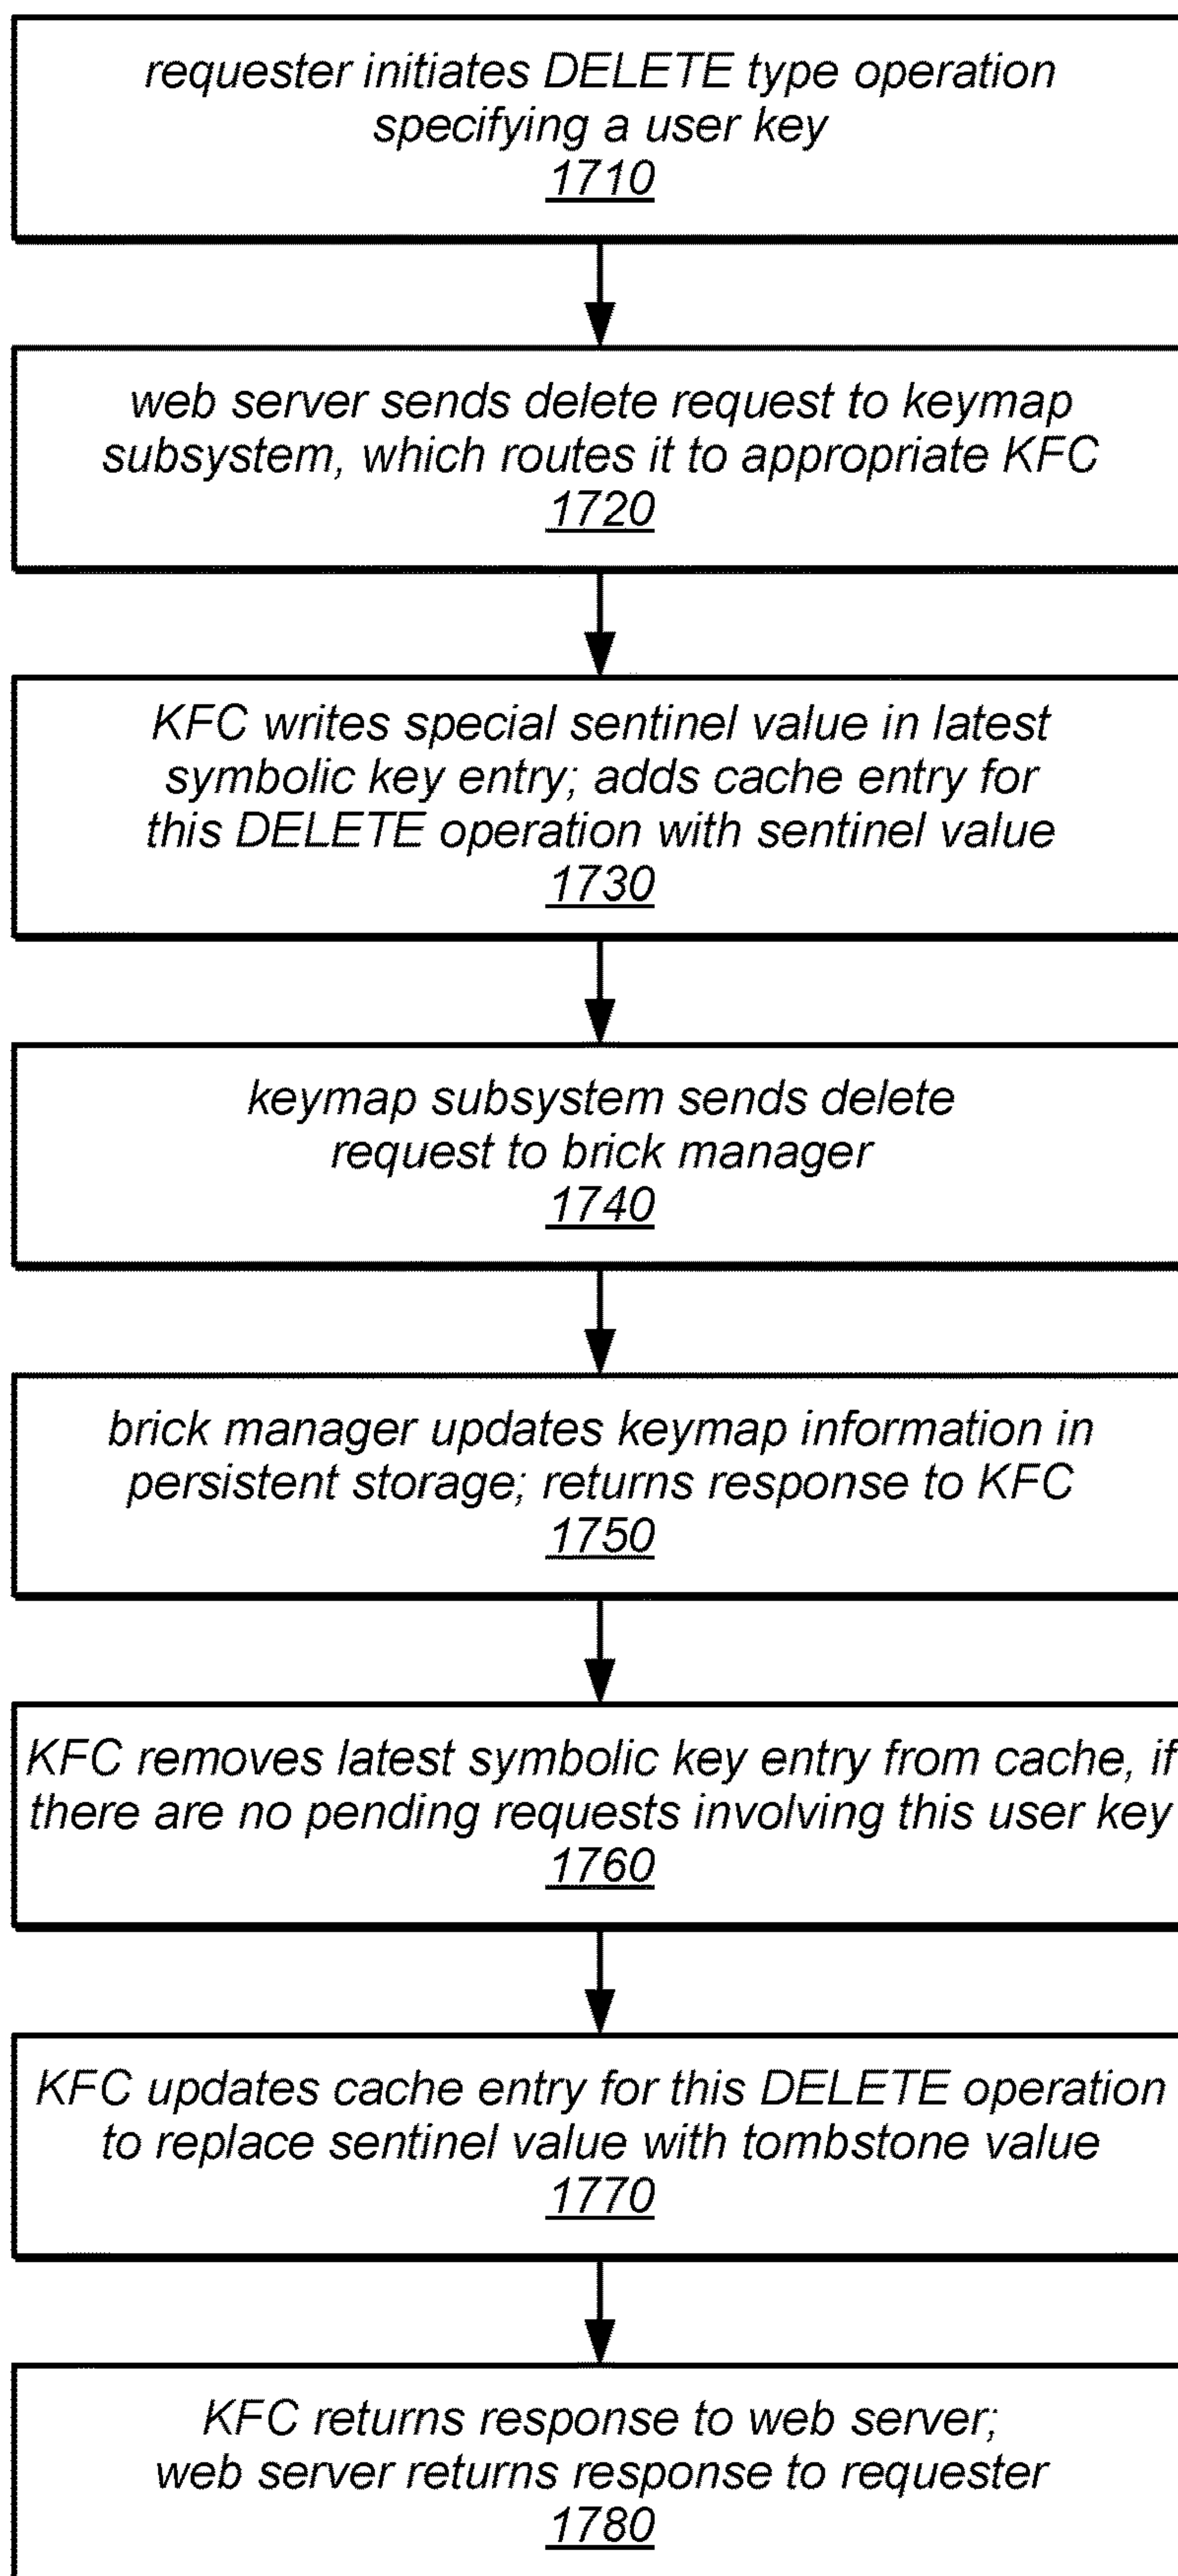 requester initiates DELETE type operation
specifying a user key
1710
web server sends delete request to keymap
subsystem, which routes it to appropriate KFC
1720
KFC writes special sentinel value in latest
symbolic key entry; adds cache entry for
this DELETE operation with sentinel value
1730
keymap subsystem sends delete
request to brick manager
1740
brick manager updates keymap information in
persistent storage; returns response to KFC
1750
KFC removes latest symbolic key entry from cache, if
there are no pending requests involving this user key
1760
KFC updates cache entry for this DELETE operation
to replace sentinel value with tombstone value
1770
KFC returns response to web server;
web server returns response to requester
1780